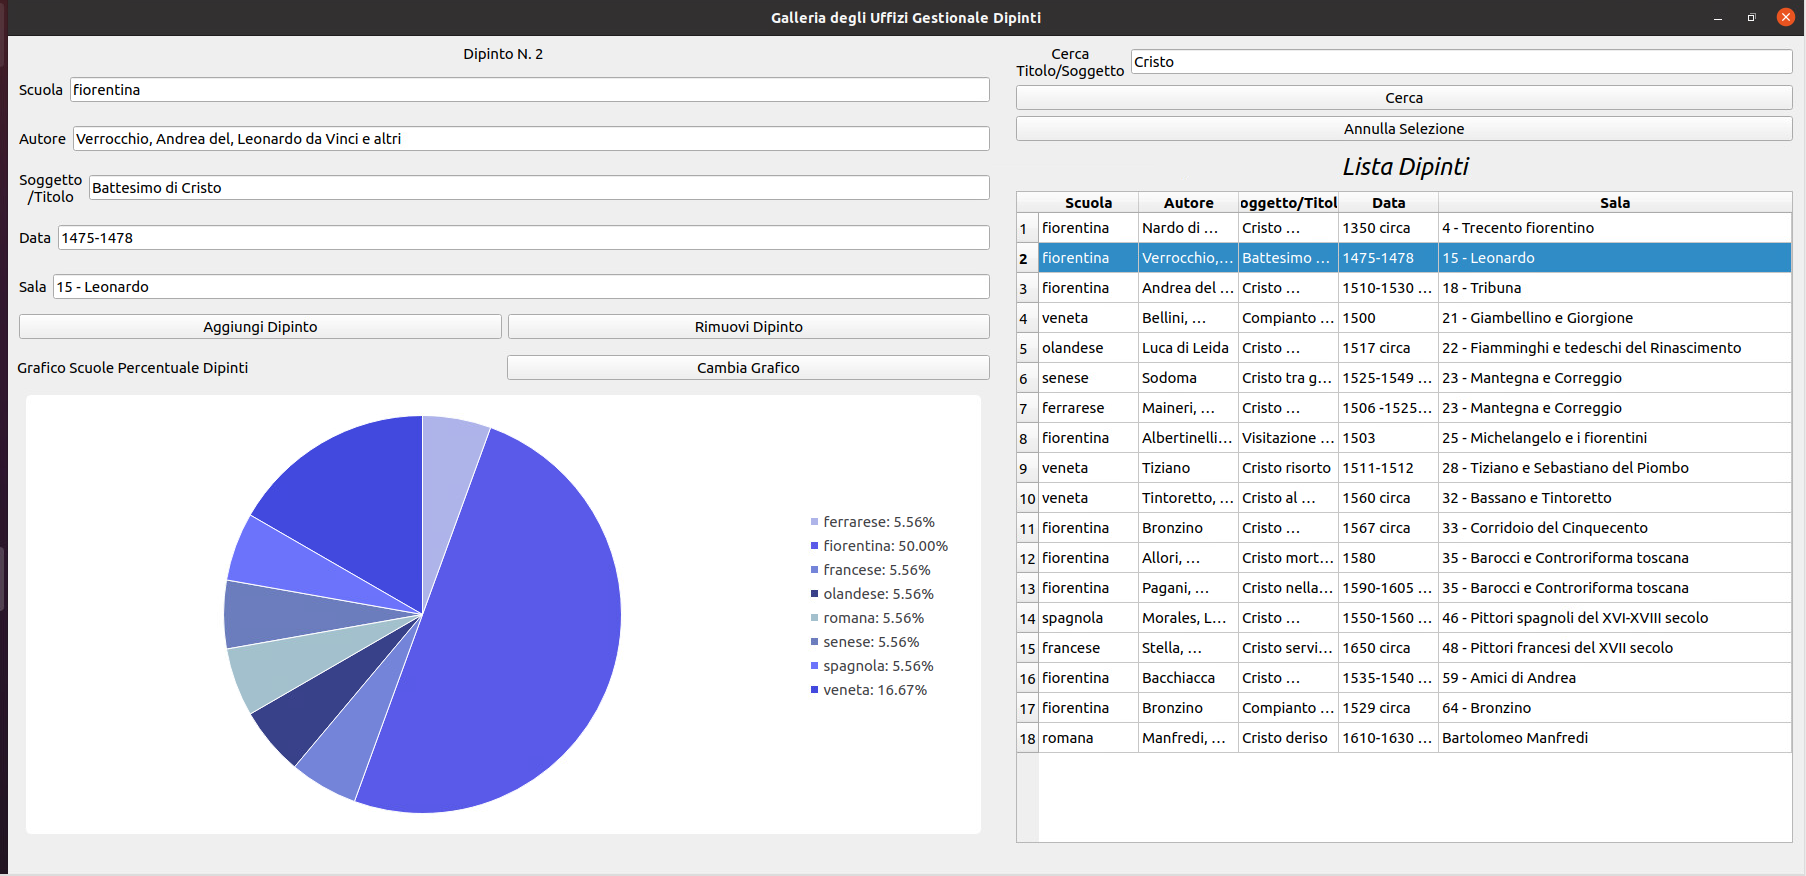 Galleria degli Uffizi Gestionale Dipinti
Dipinto N. 2
Scuola fiorentina
Autore Verrocchio, Andrea del, Leonardo da Vinci e altri
Soggetto
/Titolo Battesimo di Cristo
Data 1475-1478
Sala 15 - Leonardo
Aggiungi Dipinto Rimuovi Dipinto
Grafico Scuole Percentuale Dipinti Cambia Grafico
ferrarese: 5.56%
fiorentina: 50.00%
francese: 5.56%
olandese: 5.56%
romana: 5.56%
senese: 5.56%
spagnola: 5.56%
veneta: 16.67%
Cerca
Titolo/Soggetto Cristo
Cerca
Annulla Selezione
Lista Dipinti
Scuola Autore oggetto/Titol Data Sala
1 fiorentina Nardo di ... Cristo ... 1350 circa 4 - Trecento fiorentino
2 fiorentina Verrocchio,... Battesimo ... 1475-1478 15 - Leonardo
3 fiorentina Andrea del ... Cristo ... 1510-1530 ... 18 - Tribuna
4 veneta Bellini, ... Compianto ... 1500 21 - Giambellino e Giorgione
5 olandese Luca di Leida Cristo ... 1517 circa 22 - Fiamminghi e tedeschi del Rinascimento
6 senese Sodoma Cristo tra g... 1525-1549 ... 23 - Mantegna e Correggio
7 ferrarese Maineri, ... Cristo ... 1506 -1525... 23 - Mantegna e Correggio
8 fiorentina Albertinelli... Visitazione ... 1503 25 - Michelangelo e i fiorentini
9 veneta Tiziano Cristo risorto 1511-1512 28 - Tiziano e Sebastiano del Piombo
10 veneta Tintoretto, ... Cristo al ... 1560 circa 32 - Bassano e Tintoretto
11 fiorentina Bronzino Cristo ... 1567 circa 33 - Corridoio del Cinquecento
12 fiorentina Allori, ... Cristo mort... 1580 35 - Barocci e Controriforma toscana
13 fiorentina Pagani, ... Cristo nella... 1590-1605 ... 35 - Barocci e Controriforma toscana
14 spagnola Morales, L... Cristo ... 1550-1560 ... 46 - Pittori spagnoli del XVI-XVIII secolo
15 francese Stella, ... Cristo servi... 1650 circa 48 - Pittori francesi del XVII secolo
16 fiorentina Bacchiacca Cristo ... 1535-1540 ... 59 - Amici di Andrea
17 fiorentina Bronzino Compianto ... 1529 circa 64 - Bronzino
18 romana Manfredi, ... Cristo deriso 1610-1630 ... Bartolomeo Manfredi